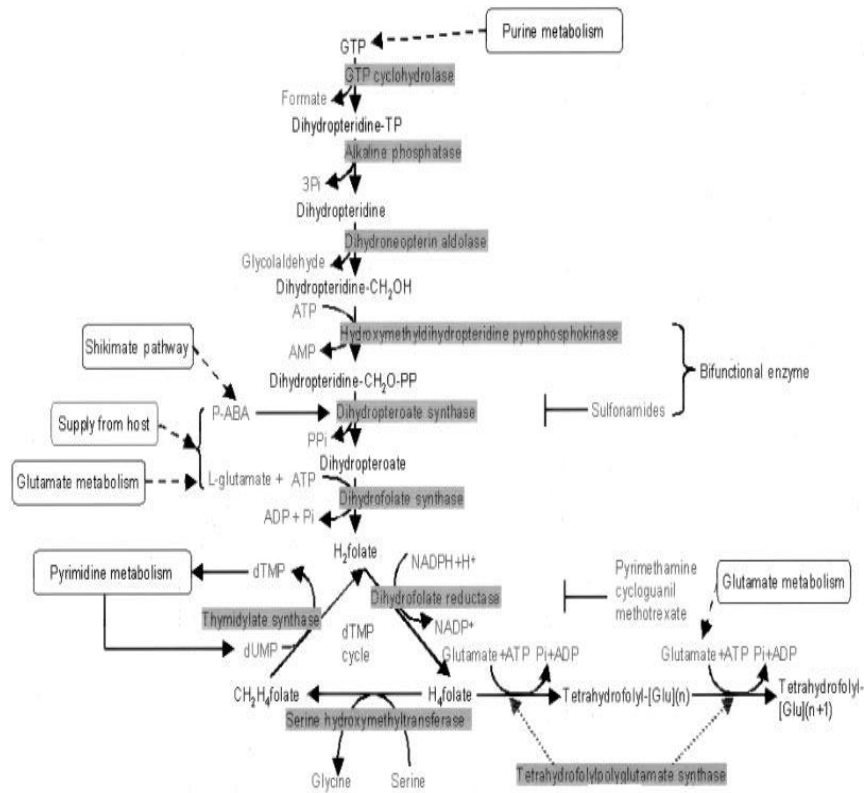 Purine metabolism
GTP
GTP cyclohydrolase
Formate
Dihydropteridine-TP
Alkaline phosphatase
3Pi
Dihydropteridine
Dihydroneopterin aldolase
Glycolaldehyde
Dihydropteridine-CH₂OH
ATP
Hydroxymethyldihydropteridine pyrophosphokinase
AMP
Shikimate pathway
Dihydropteridine-CH₂O-PP
Bifunctional enzyme
P-ABA
Dihydropteroate synthase
Sulfonamides
Supply from host
PPi
Dihydropteroate
Glutamate metabolism
L-glutamate + ATP
Dihydrofolate synthase
ADP + Pi
H₂folate
NADPH+H⁺
Pyrimidine metabolism
dTMP
Pyrimethamine
cycloguanil
methotrexate
Glutamate metabolism
Dihydrofolate reductase
Thymidylate synthase
NADP⁺
dUMP
dTMP
cycle
Glutamate+ATP Pi+ADP
Glutamate+ATP Pi+ADP
CH₂H₄folate
H₄folate
Tetrahydrofolyl-[Glu](n)
Tetrahydrofolyl-
[Glu](n+1)
Serine hydroxymethyltransferase
Glycine
Serine
Tetrahydrofolylpolyglutamate synthase